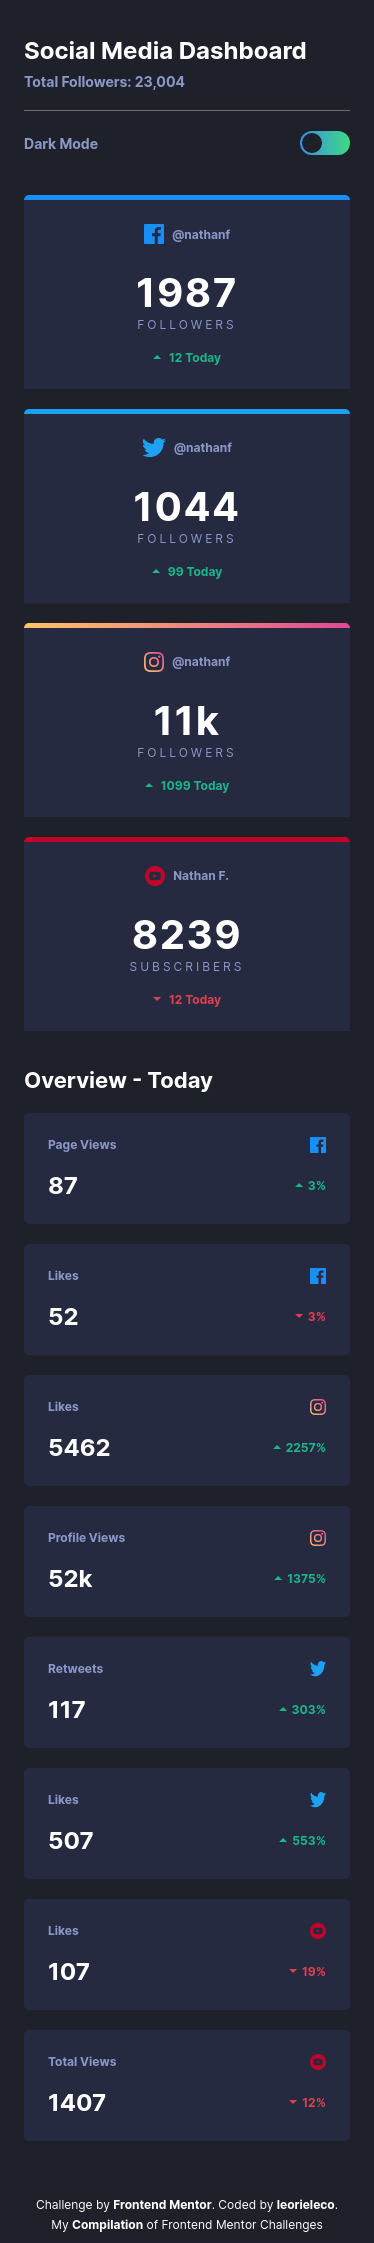 Social Media Dashboard
Total Followers: 23,004
Dark Mode
@nathanf
1987
FOLLOWERS
12 Today
@nathanf
1044
FOLLOWERS
99 Today
@nathanf
11k
FOLLOWERS
1099 Today
Nathan F.
8239
SUBSCRIBERS
12 Today
Overview - Today
Page Views
87 3%
Likes
52 3%
Likes
5462 2257%
Profile Views
52k 1375%
Retweets
117 303%
Likes
507 553%
Likes
107 19%
Total Views
1407 12%
Challenge by Frontend Mentor. Coded by leorieleco.
My Compilation of Frontend Mentor Challenges